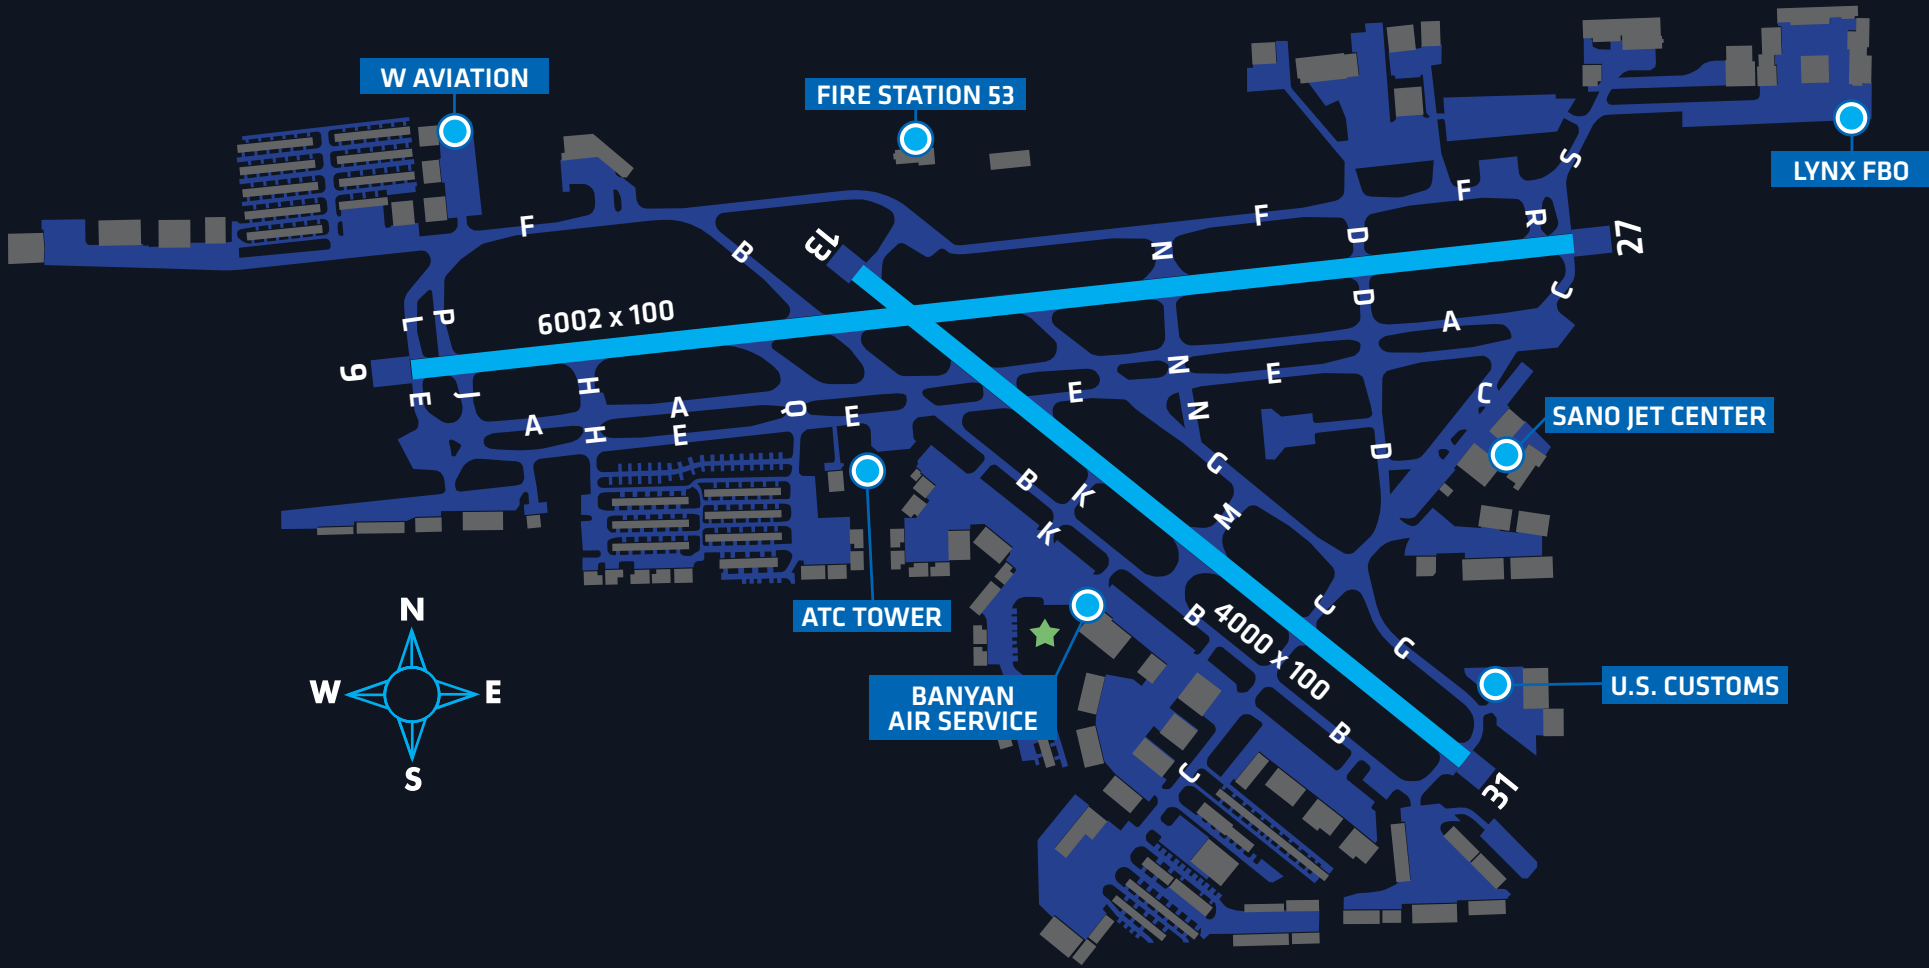 W AVIATION
FIRE STATION 53
LYNX FBO
S
F
F
F
R
D
27
B
13
N
D
C
L
P
6002 x 100
A
9
E
J
H
N
E
C
A
Q
E
E
N
A
H
E
SANO JET CENTER
D
G
B
K
K
M
ATC TOWER
N
W
E
S
B
4000 x 100
C
G
BANYAN
AIR SERVICE
U.S. CUSTOMS
B
C
31